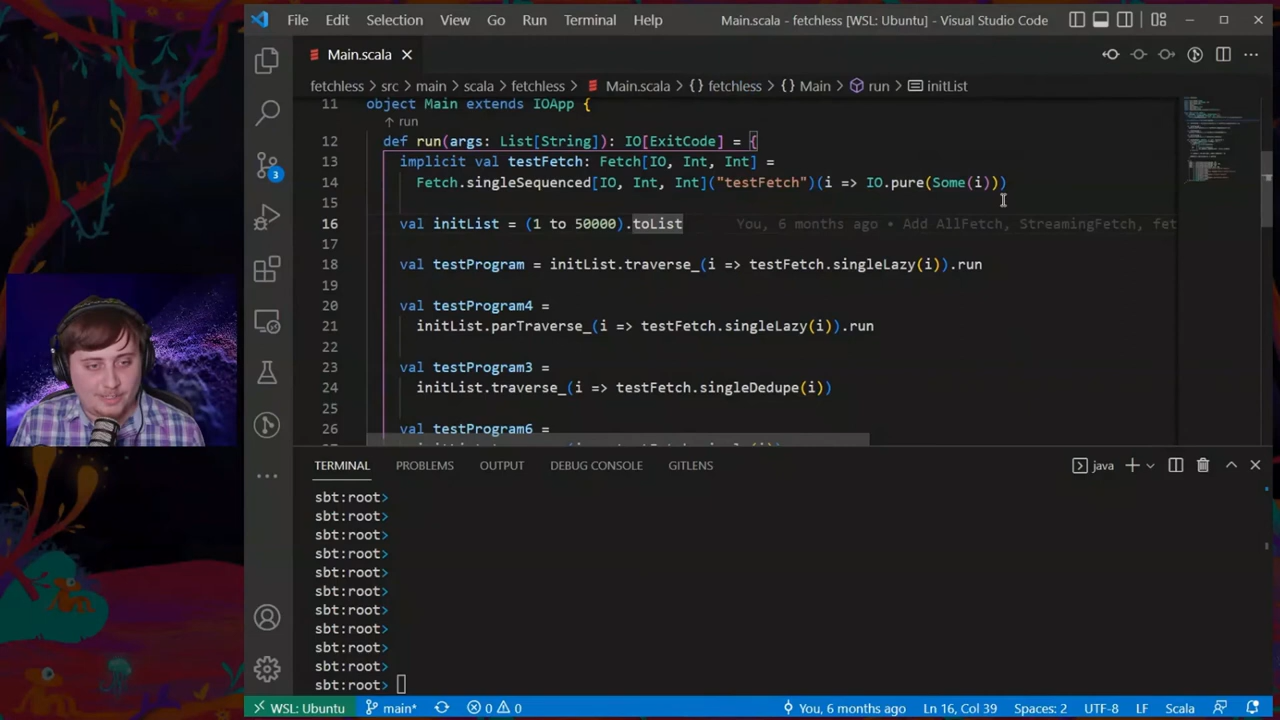 File Edit Selection View Go Run Terminal Help Main.scala - fetchless [WSL: Ubuntu] - Visual Studio Code
Main.scala
fetchless > src > main > scala > fetchless > Main.scala > {} fetchless > Main > run > initList
11 object Main extends IOApp {
run
12 def run(args: List[String]): IO[ExitCode] = {
13 implicit val testFetch: Fetch[IO, Int, Int] =
14 Fetch.singleSequenced[IO, Int, Int]("testFetch")(i => IO.pure(Some(i)))
15
16 val initList = (1 to 50000).toList You, 6 months ago • Add AllFetch, StreamingFetch, fet
17
18 val testProgram = initList.traverse_(i => testFetch.singleLazy(i)).run
19
20 val testProgram4 =
21 initList.parTraverse_(i => testFetch.singleLazy(i)).run
22
23 val testProgram3 =
24 initList.traverse_(i => testFetch.singleDedupe(i))
25
26 val testProgram6 =
3
TERMINAL PROBLEMS OUTPUT DEBUG CONSOLE GITLENS java
sbt:root>
sbt:root>
sbt:root>
sbt:root>
sbt:root>
sbt:root>
sbt:root>
sbt:root>
sbt:root>
sbt:root>
sbt:root>
WSL: Ubuntu main* 0 0 You, 6 months ago Ln 16, Col 39 Spaces: 2 UTF-8 LF Scala